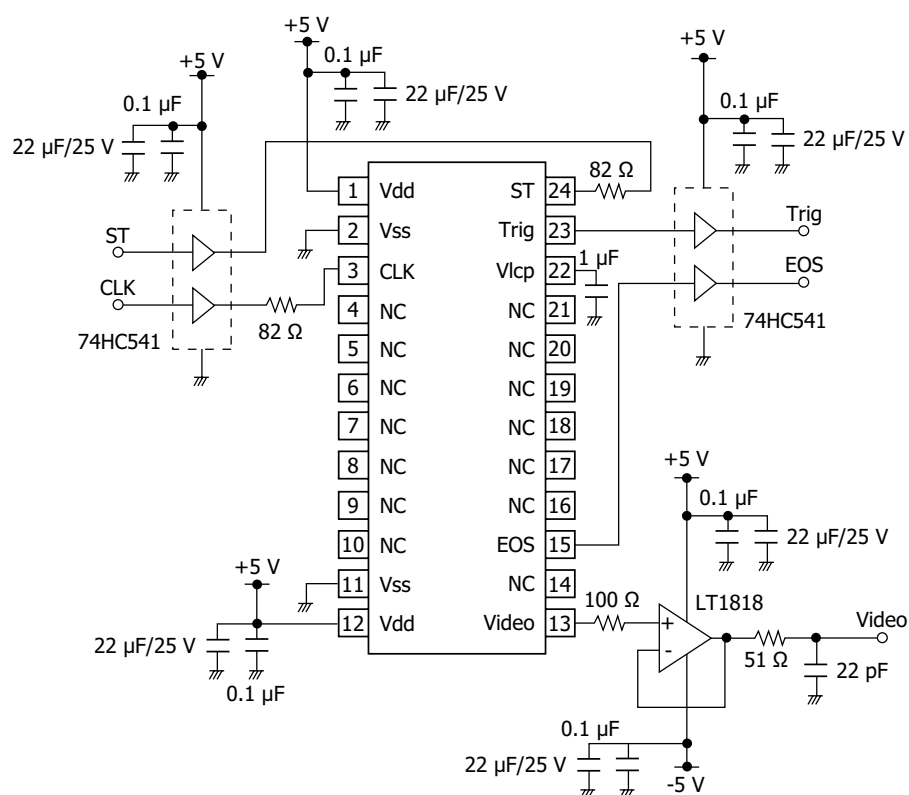 +5 V
0.1 µF
22 µF/25 V
+5 V
0.1 µF
22 µF/25 V
+5 V
0.1 µF
22 µF/25 V
ST
CLK
74HC541
82 Ω
82 Ω
1 Vdd
2 Vss
3 CLK
4 NC
5 NC
6 NC
7 NC
8 NC
9 NC
10 NC
11 Vss
12 Vdd
ST 24
Trig 23
Vlcp 22
NC 21
NC 20
NC 19
NC 18
NC 17
NC 16
EOS 15
NC 14
Video 13
1 µF
Trig
EOS
74HC541
+5 V
22 µF/25 V
0.1 µF
+5 V
0.1 µF
22 µF/25 V
100 Ω
LT1818
+
-
51 Ω
Video
22 pF
0.1 µF
22 µF/25 V
-5 V